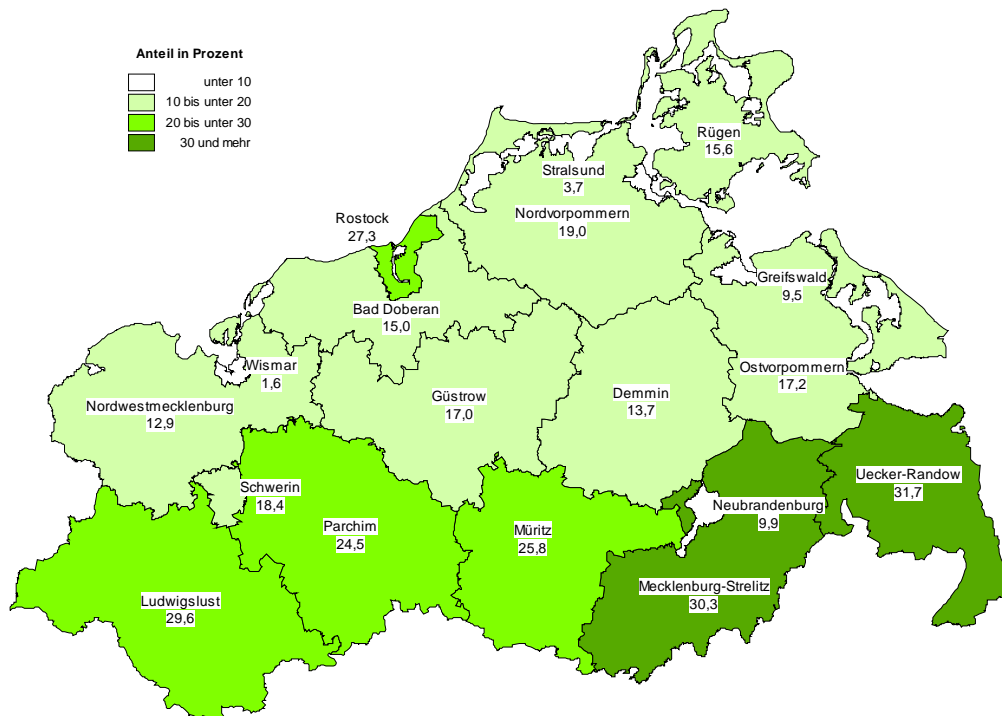 Anteil in Prozent
unter 10
10 bis unter 20
20 bis unter 30
30 und mehr
Rügen
15,6
Stralsund
3,7
Nordvorpommern
19,0
Rostock
27,3
Greifswald
9,5
Bad Doberan
15,0
Wismar
1,6
Ostvorpommern
17,2
Güstrow
17,0
Demmin
13,7
Nordwestmecklenburg
12,9
Uecker-Randow
31,7
Schwerin
18,4
Neubrandenburg
9,9
Parchim
24,5
Müritz
25,8
Mecklenburg-Strelitz
30,3
Ludwigslust
29,6